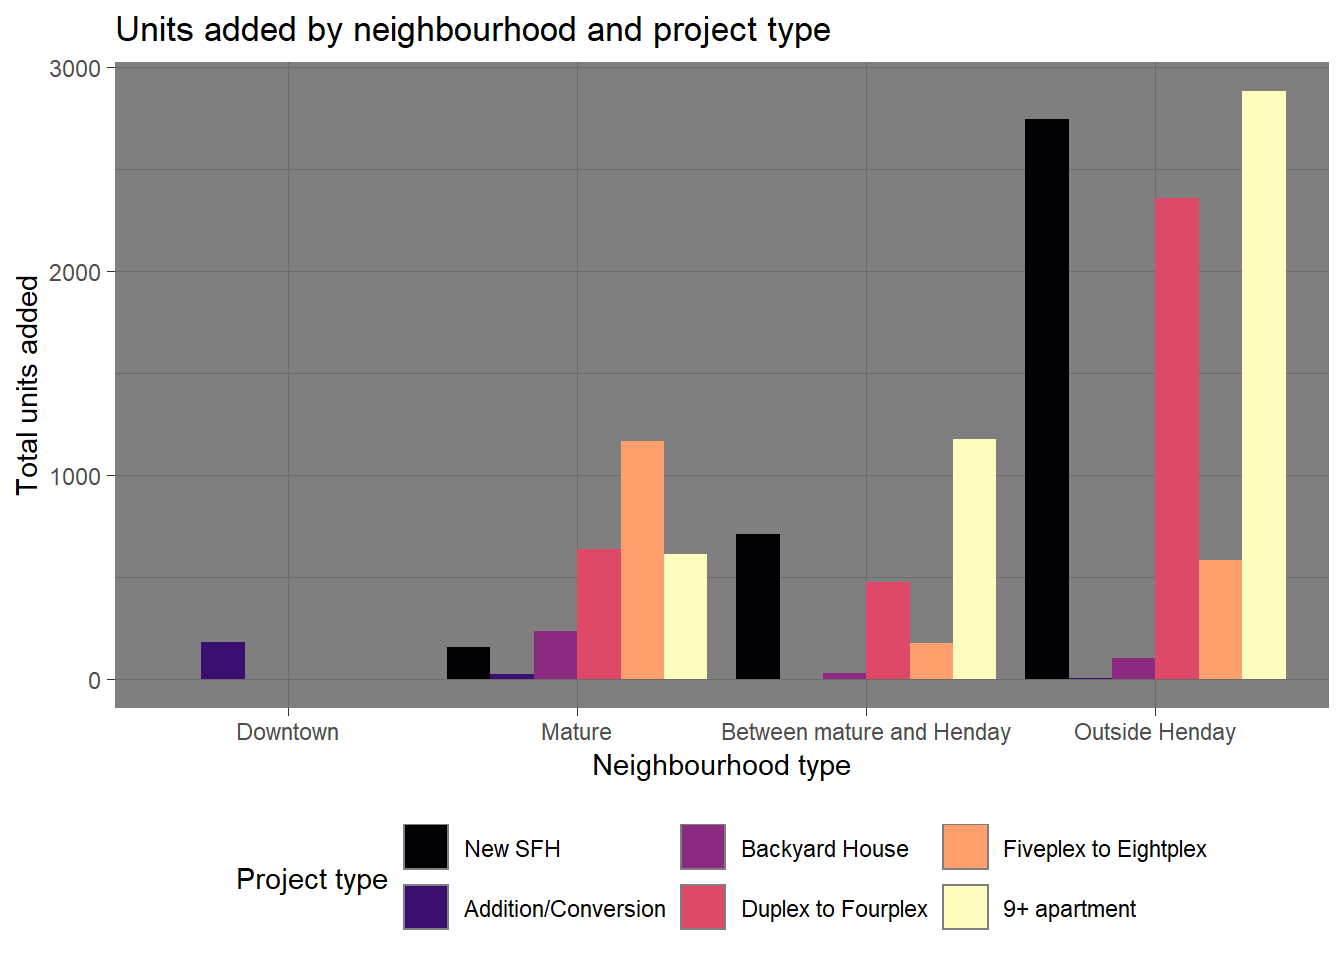 Units added by neighbourhood and project type
3000
2000
1000
0
Total units added
Downtown
Mature
Between mature and Henday
Outside Henday
Neighbourhood type
Project type
New SFH
Addition/Conversion
Backyard House
Duplex to Fourplex
Fiveplex to Eightplex
9+ apartment